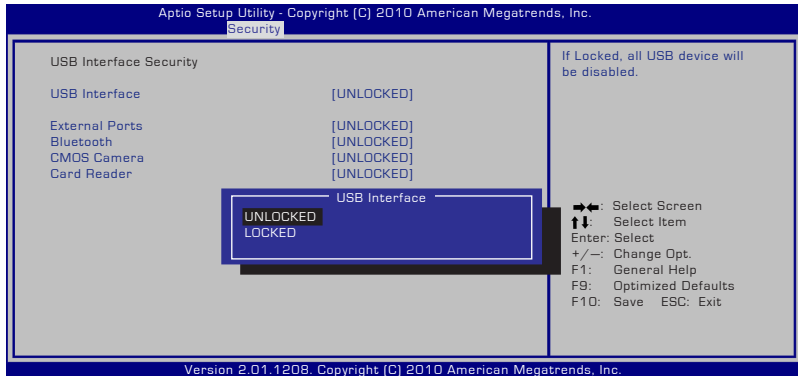 Aptio Setup Utility - Copyright (C) 2010 American Megatrends, Inc.
Security
USB Interface Security
USB Interface [UNLOCKED]
External Ports [UNLOCKED]
Bluetooth [UNLOCKED]
CMOS Camera [UNLOCKED]
Card Reader [UNLOCKED]
USB Interface
UNLOCKED
LOCKED
If Locked, all USB device will
be disabled.
→←: Select Screen
↑↓: Select Item
Enter: Select
+/—: Change Opt.
F1: General Help
F9: Optimized Defaults
F10: Save ESC: Exit
Version 2.01.1208. Copyright (C) 2010 American Megatrends, Inc.